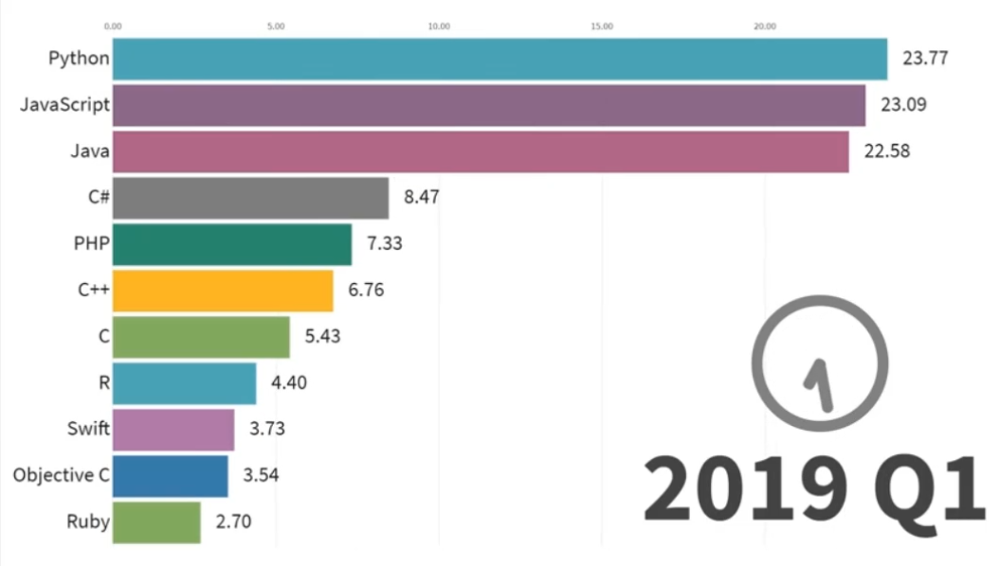 0.00 5.00 10.00 15.00 20.00
Python 23.77
JavaScript 23.09
Java 22.58
C# 8.47
PHP 7.33
C++ 6.76
C 5.43
R 4.40
Swift 3.73
Objective C 3.54
Ruby 2.70
2019 Q1